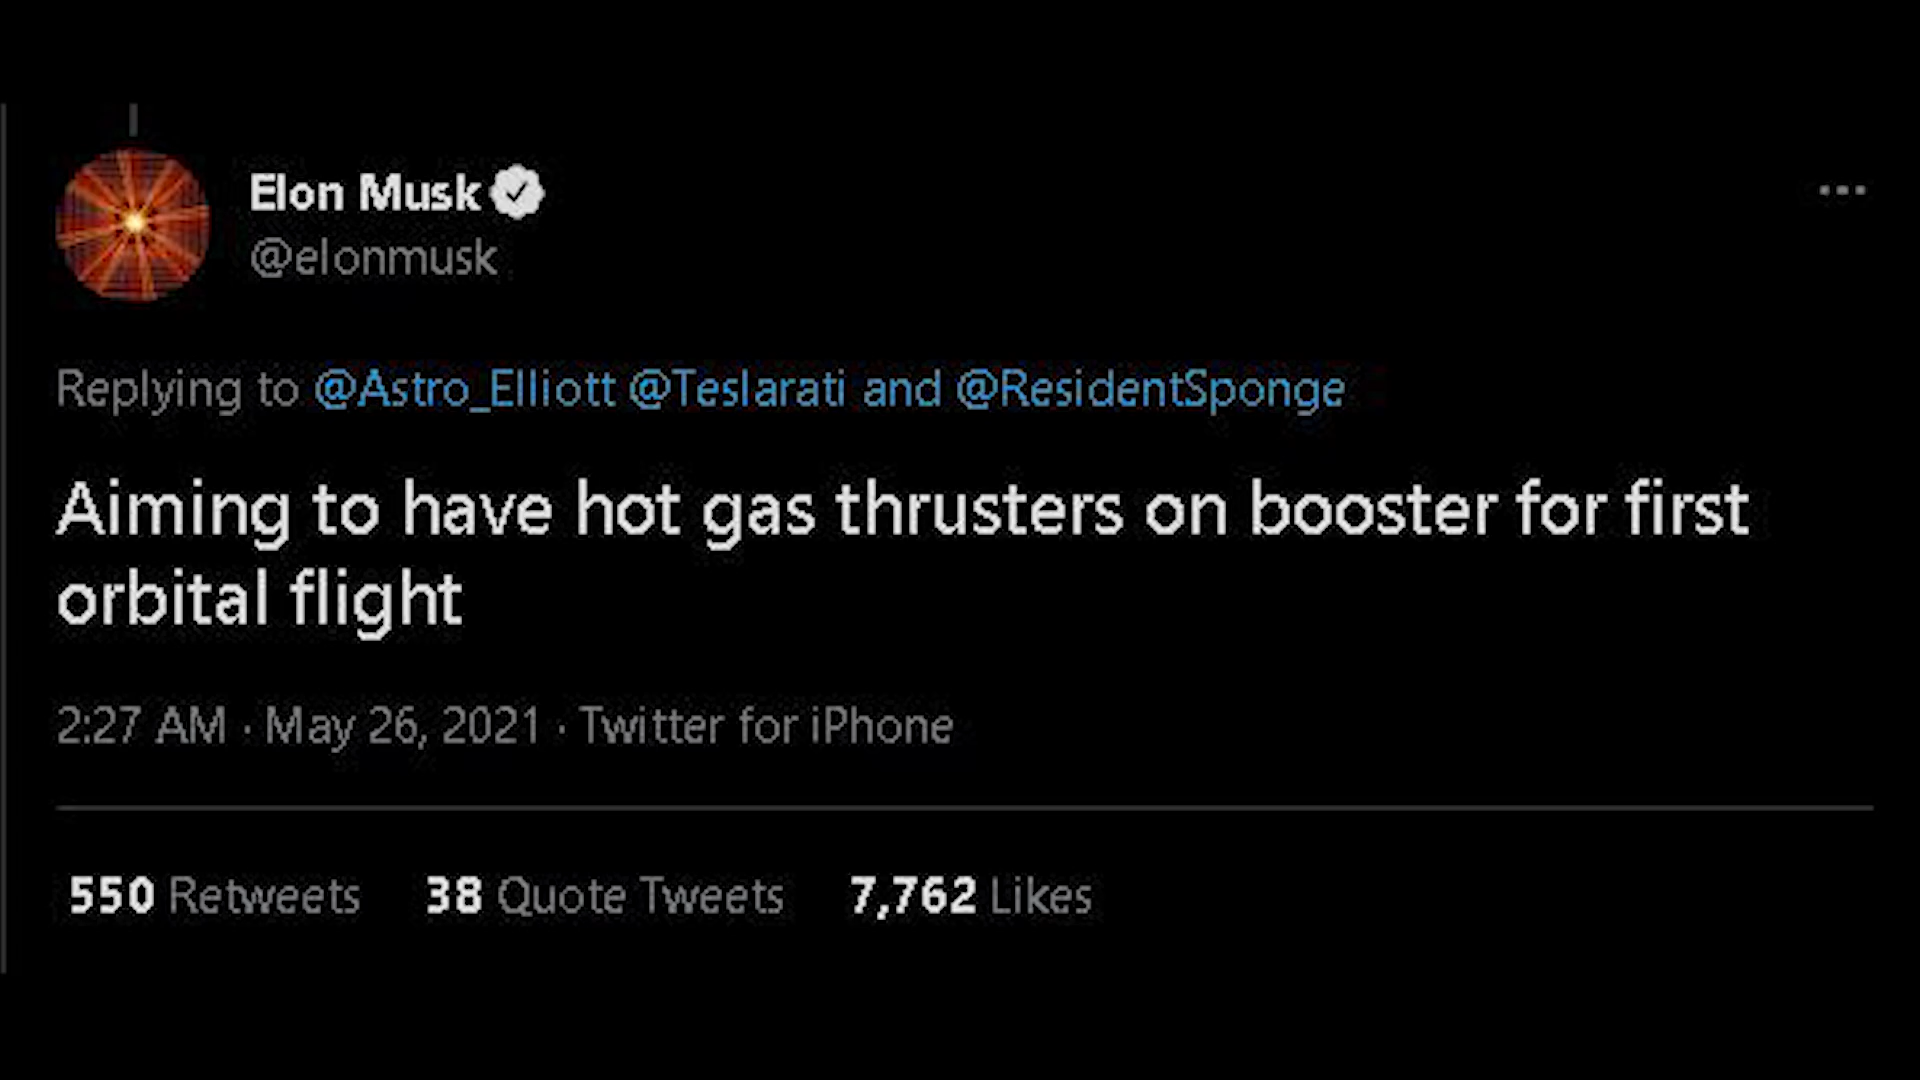 Elon Musk
@elonmusk
Replying to @Astro_Elliott @Teslarati and @ResidentSponge
Aiming to have hot gas thrusters on booster for first
orbital flight
2:27 AM · May 26, 2021 · Twitter for iPhone
550 Retweets 38 Quote Tweets 7,762 Likes